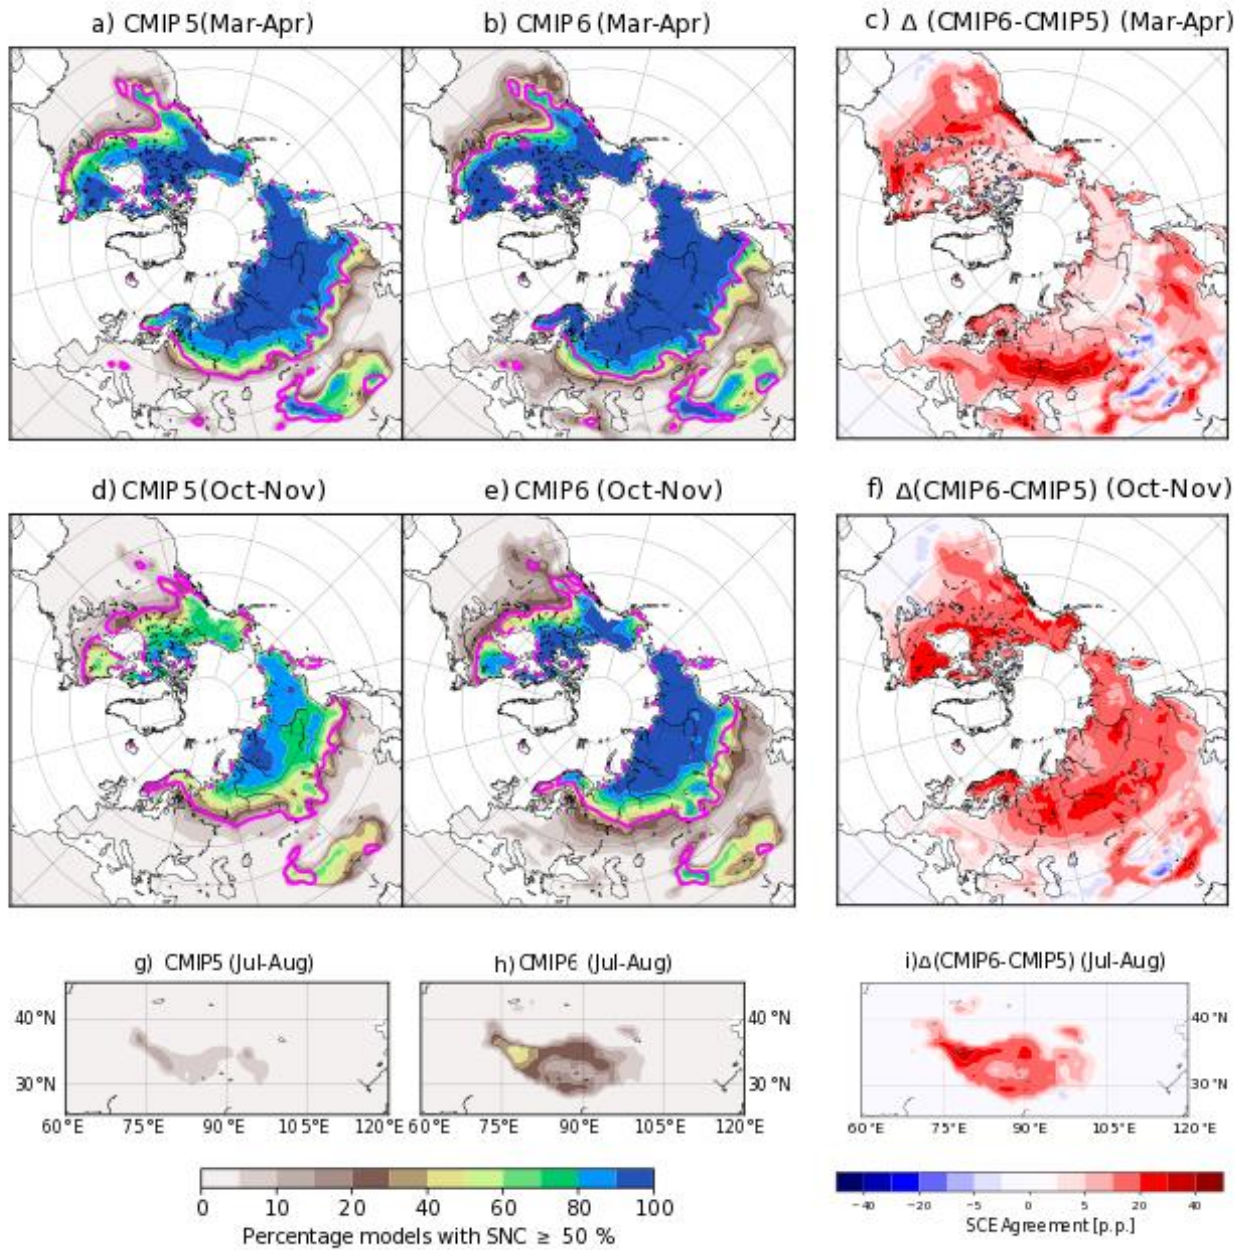 a) CMIP5(Mar-Apr)
b) CMIP6 (Mar-Apr)
c) Δ (CMIP6-CMIP5) (Mar-Apr)
d) CMIP5(Oct-Nov)
e) CMIP6 (Oct-Nov)
f) Δ(CMIP6-CMIP5) (Oct-Nov)
g) CMIP5 (Jul-Aug)
h) CMIP6 (Jul-Aug)
i)Δ(CMIP6-CMIP5) (Jul-Aug)
40°N
40°N
40°N
30°N
30°N
30°N
60°E 75°E 90°E 105°E 120°E
60°E 75°E 90°E 105°E 120°E
60°E 75°E 90°E 105°E 120°E
0 10 20 40 60 80 100
Percentage models with SNC ≥ 50 %
−40 −20 −5 0 5 20 40
SCE Agreement [p.p.]